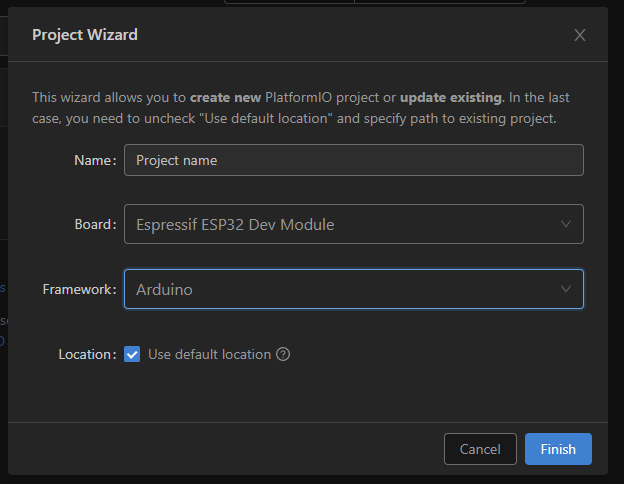 Project Wizard
This wizard allows you to create new PlatformIO project or update existing. In the last
case, you need to uncheck "Use default location" and specify path to existing project.
Name: Project name
Board: Espressif ESP32 Dev Module
Framework: Arduino
Location: Use default location
Cancel Finish